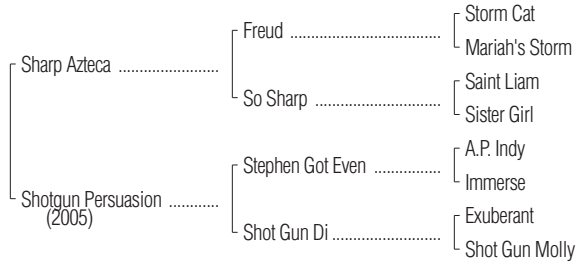 Storm Cat
Freud ........................................
Mariah's Storm
Sharp Azteca .........................
Saint Liam
So Sharp ................................
Sister Girl
A.P. Indy
Stephen Got Even .................
Immerse
Shotgun Persuasion ............
(2005)
Exuberant
Shot Gun Di ...........................
Shot Gun Molly